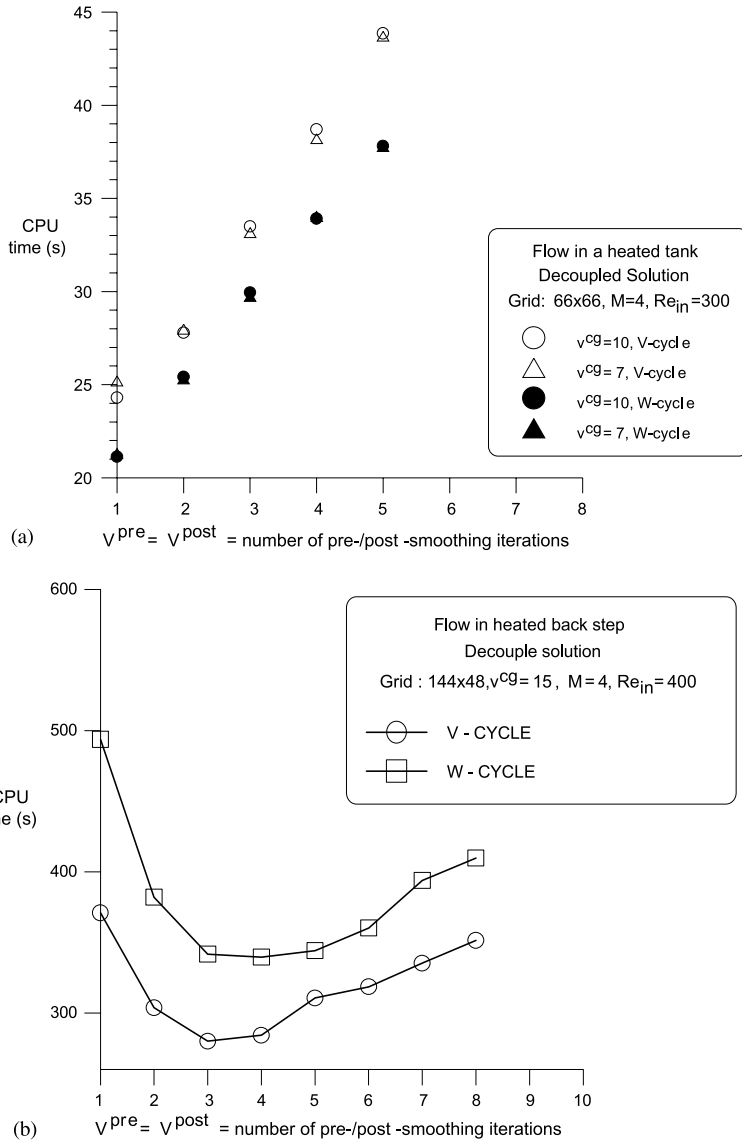 45
40
35
CPU
time (s)
30
25
20
1 2 3 4 5 6 7 8
Flow in a heated tank
Decoupled Solution
Grid: 66x66, M=4, Re_in=300
v^cg=10, V-cycle
v^cg= 7, V-cycle
v^cg=10, W-cycle
v^cg= 7, W-cycle
(a) V^pre= V^post = number of pre-/post -smoothing iterations
600
500
CPU
me (s)
400
300
Flow in heated back step
Decouple solution
Grid : 144x48,v^cg= 15 , M= 4, Re_in=400
V - CYCLE
W - CYCLE
1 2 3 4 5 6 7 8 9 10
(b) V^pre= V^post = number of pre-/post -smoothing iterations